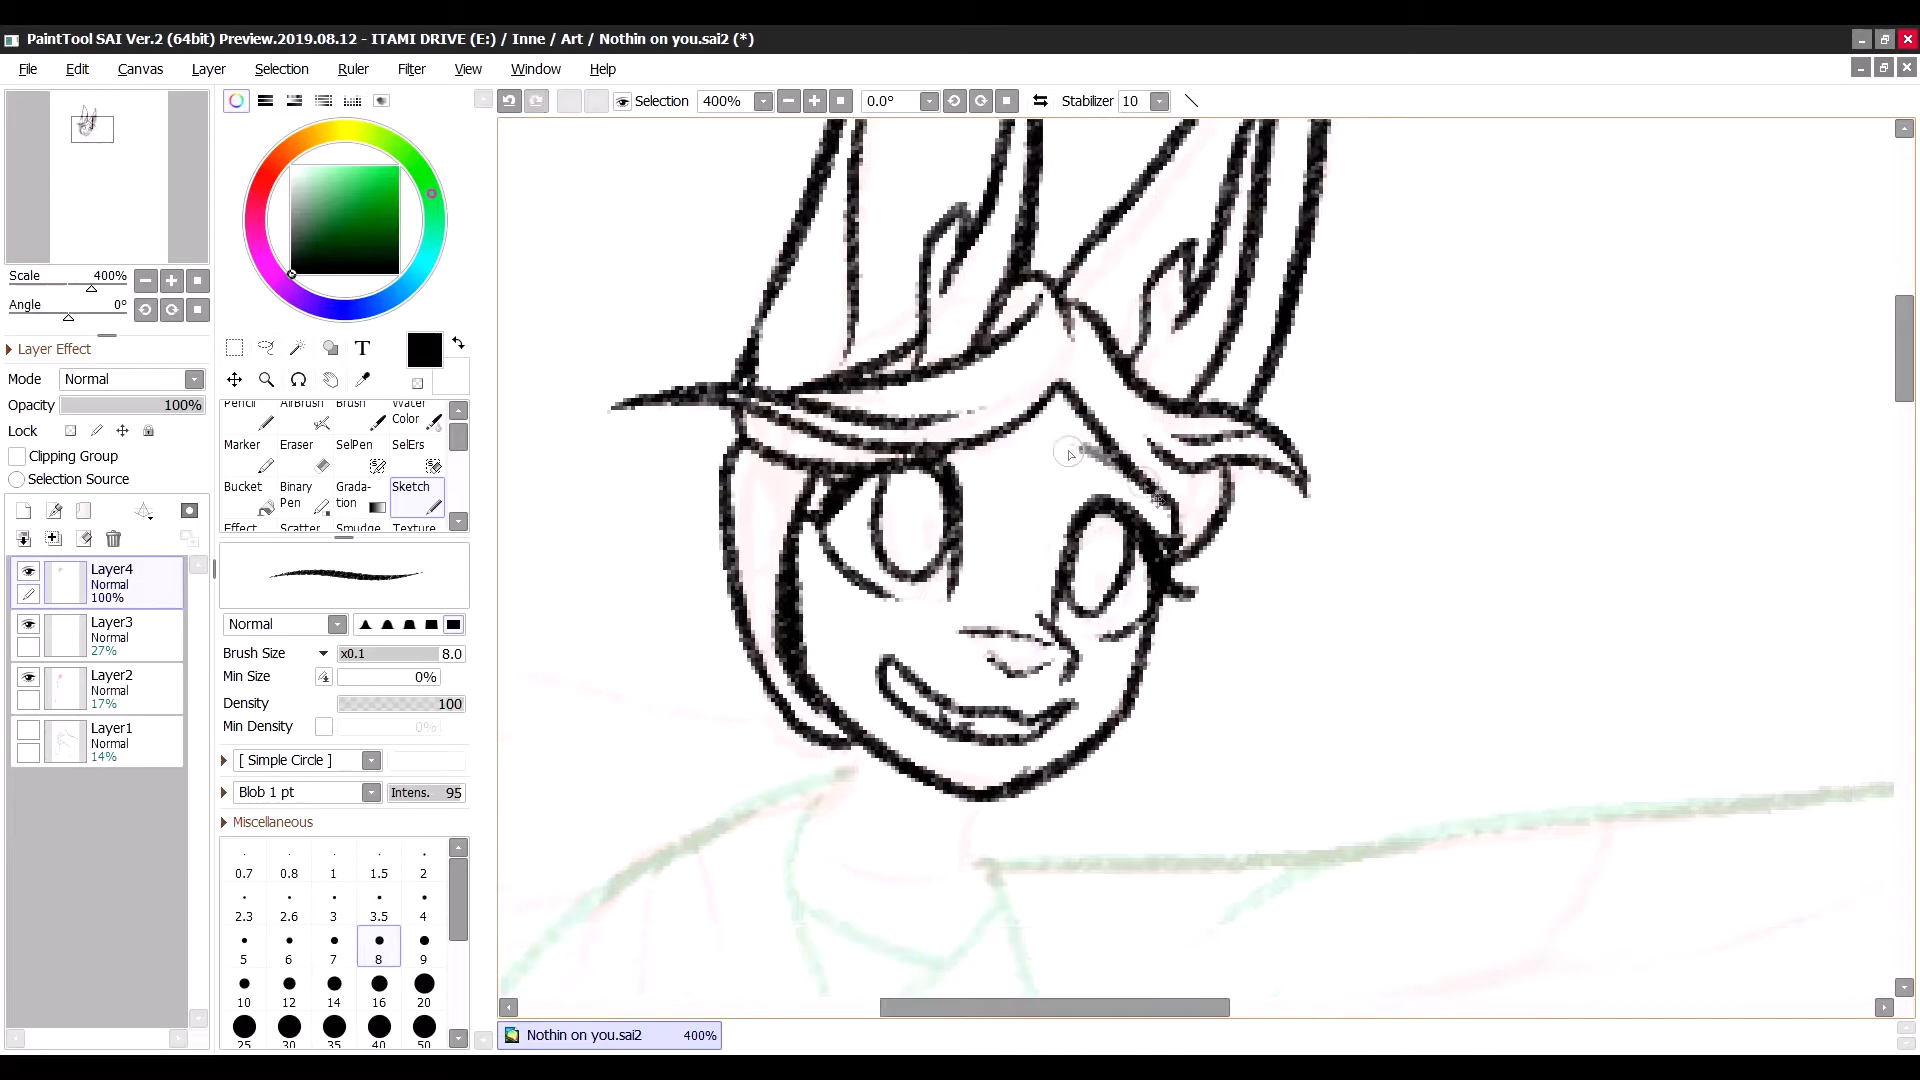 PaintTool SAI Ver.2 (64bit) Preview.2019.08.12 - ITAMI DRIVE (E:) / Inne / Art / Nothin on you.sai2 (*)
File Edit Canvas Layer Selection Ruler Filter View Window Help
Selection 400% 0.0° Stabilizer 10
Scale 400%
Angle 0°
Layer Effect
Mode Normal
Opacity 100%
Lock
Clipping Group
Selection Source
Layer4
Normal
100%
Layer3
Normal
27%
Layer2
Normal
17%
Layer1
Normal
14%
T
Pencil AirBrush Brush Water Color
Marker Eraser SelPen SelErs
Bucket Binary Pen Grada-tion Sketch
Effect Scatter Smudge Texture
Normal
Brush Size x0.1 8.0
Min Size 0%
Density 100
Min Density 0%
[ Simple Circle ]
Blob 1 pt Intens. 95
Miscellaneous
0.7 0.8 1 1.5 2
2.3 2.6 3 3.5 4
5 6 7 8 9
10 12 14 16 20
25 30 35 40 50
Nothin on you.sai2 400%